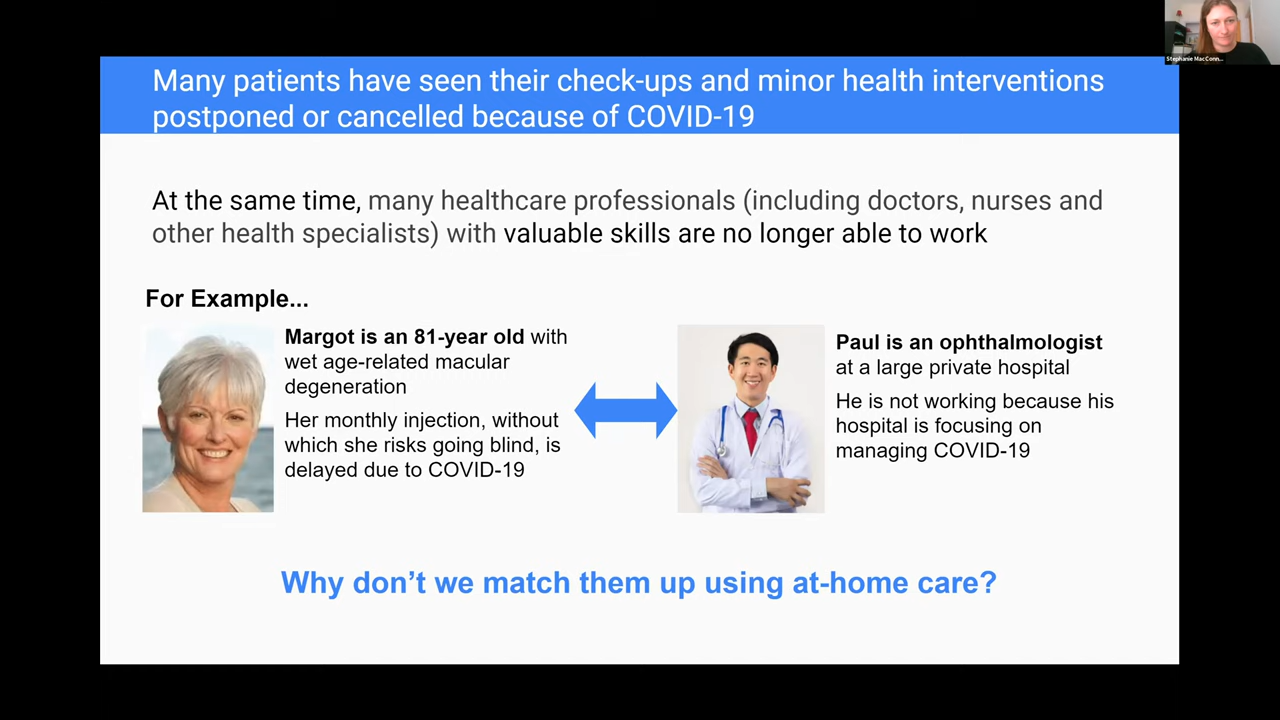 Stephanie MacConn...
Many patients have seen their check-ups and minor health interventions
postponed or cancelled because of COVID-19
At the same time, many healthcare professionals (including doctors, nurses and
other health specialists) with valuable skills are no longer able to work
For Example...
Margot is an 81-year old with
wet age-related macular
degeneration
Her monthly injection, without
which she risks going blind, is
delayed due to COVID-19
Paul is an ophthalmologist
at a large private hospital
He is not working because his
hospital is focusing on
managing COVID-19
Why don’t we match them up using at-home care?